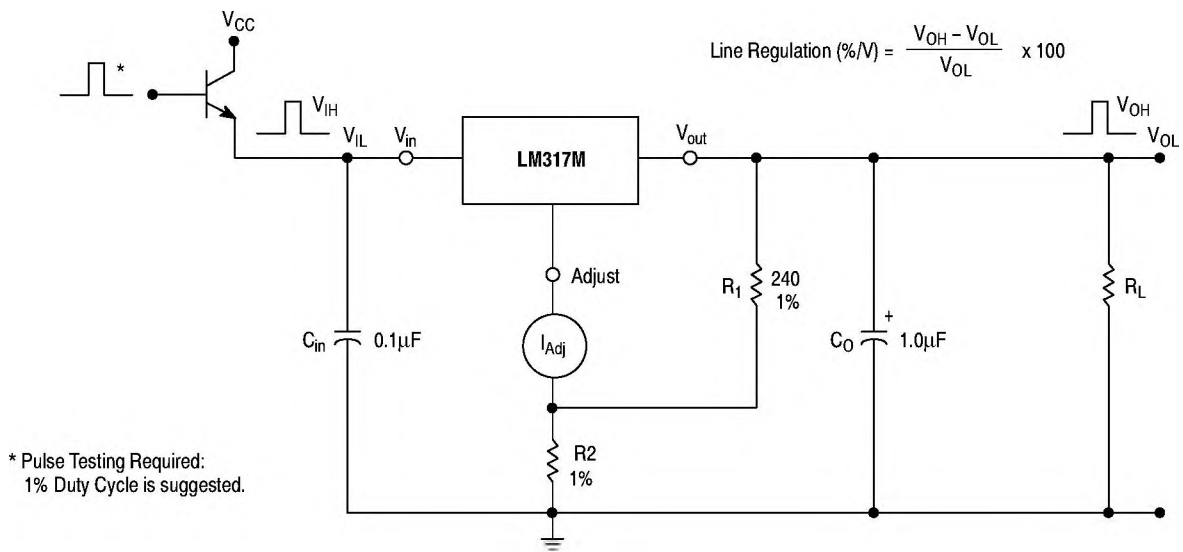 V_CC
*
V_IH
V_IL
V_in
LM317M
V_out
Line Regulation (%/V) = (V_OH – V_OL) / V_OL x 100
V_OH
V_OL
Adjust
I_Adj
R_1
240
1%
C_in
0.1μF
C_O
+
1.0μF
R_L
R2
1%
* Pulse Testing Required:
1% Duty Cycle is suggested.